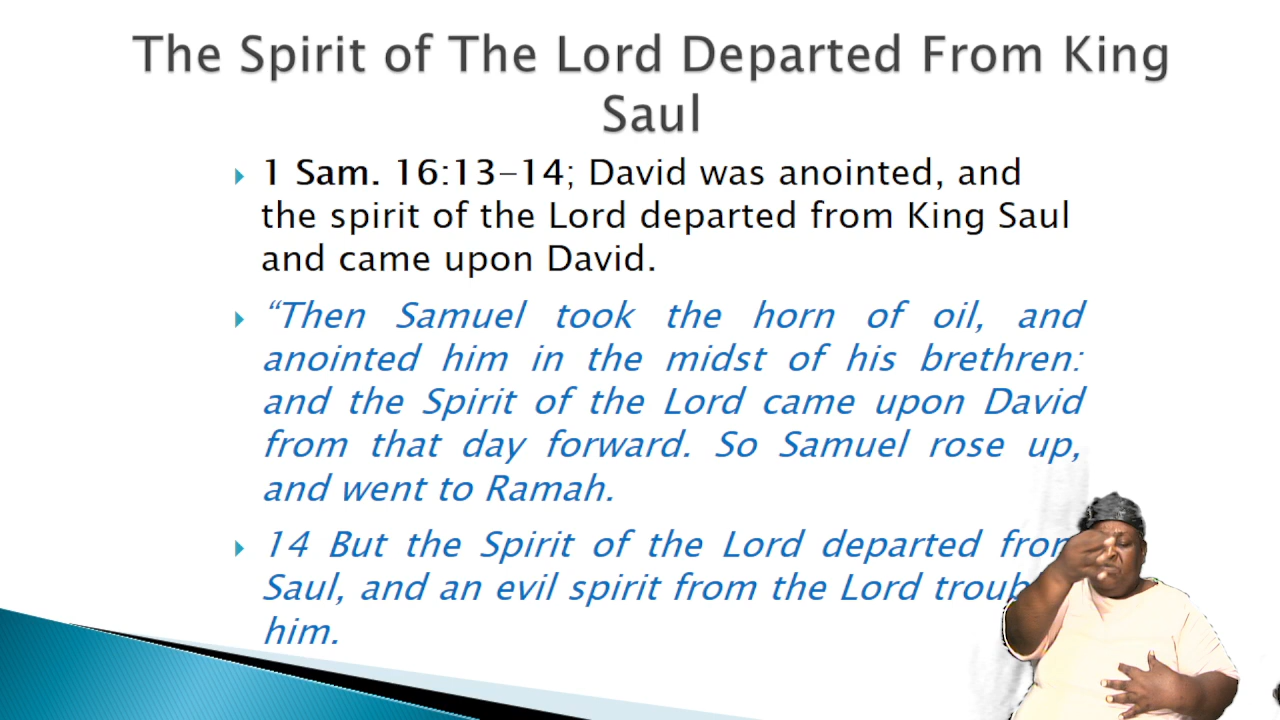 The Spirit of The Lord Departed From King
Saul
1 Sam. 16:13-14; David was anointed, and
the spirit of the Lord departed from King Saul
and came upon David.
“Then Samuel took the horn of oil, and
anointed him in the midst of his brethren:
and the Spirit of the Lord came upon David
from that day forward. So Samuel rose up,
and went to Ramah.
14 But the Spirit of the Lord departed from
Saul, and an evil spirit from the Lord
him.